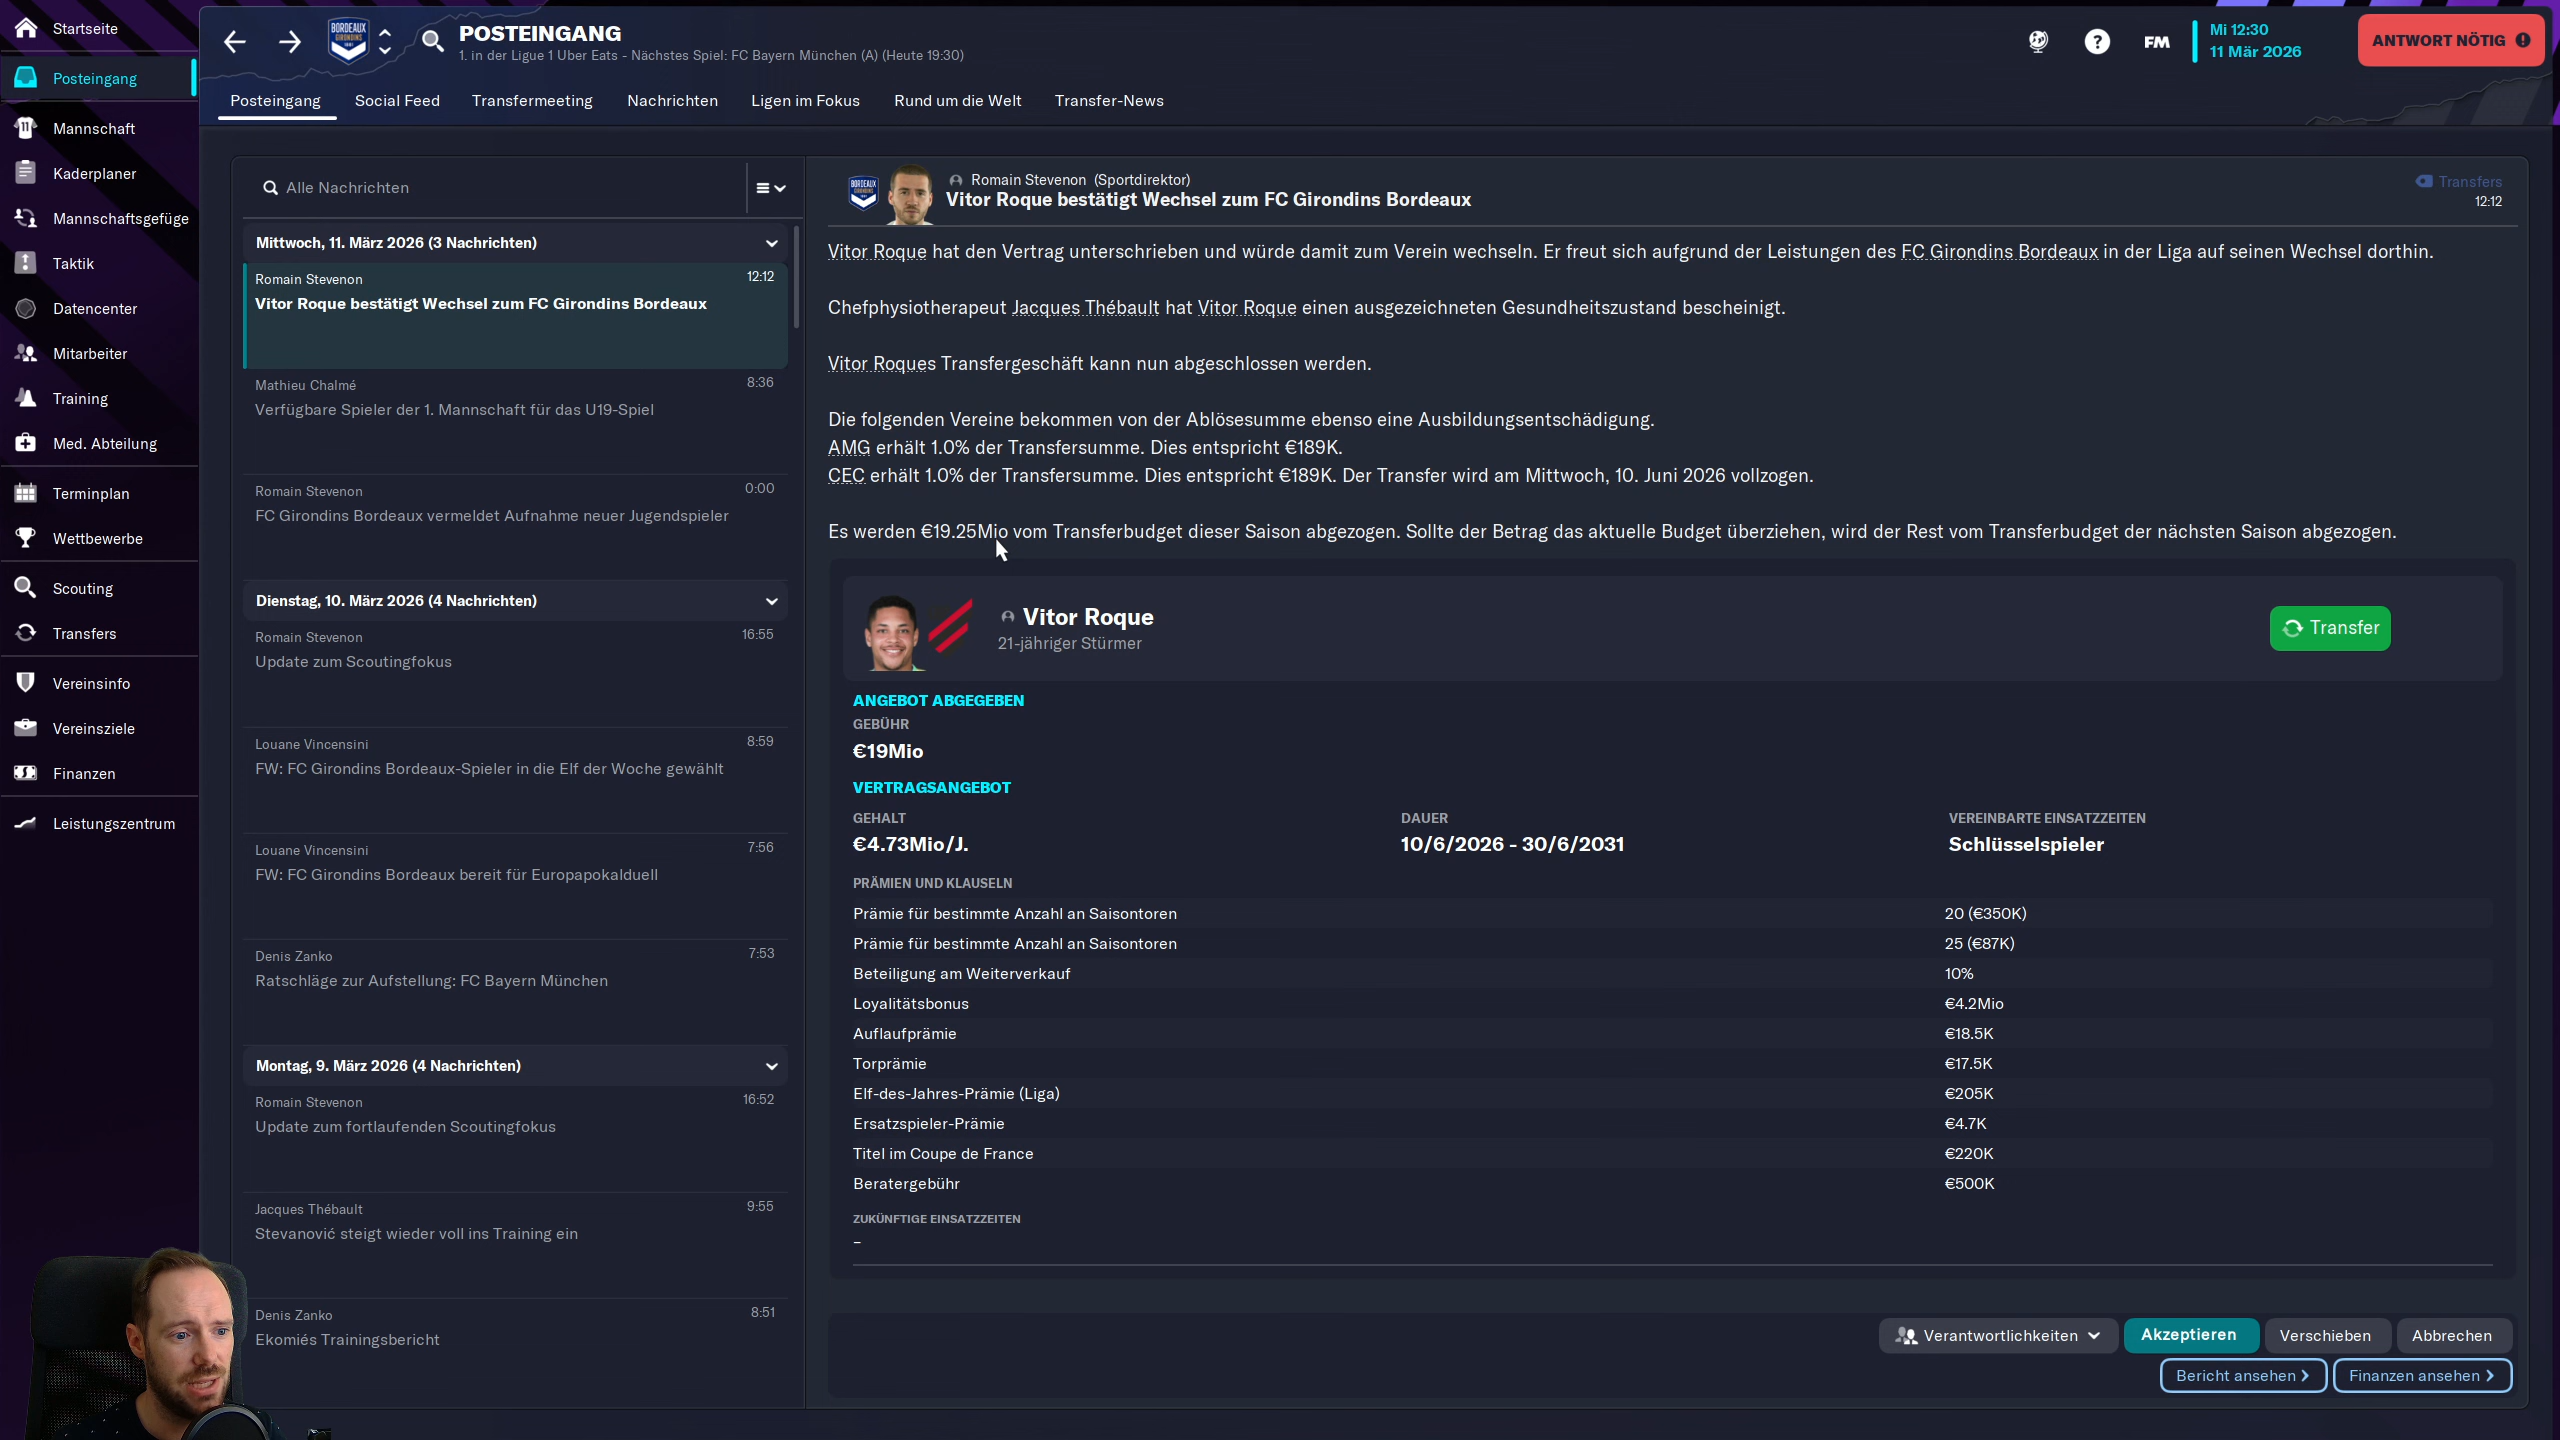 Startseite
Posteingang
Mannschaft
Kaderplaner
Mannschaftsgefüge
Taktik
Datencenter
Mitarbeiter
Training
Med. Abteilung
Terminplan
Wettbewerbe
Scouting
Transfers
Vereinsinfo
Vereinsziele
Finanzen
Leistungszentrum
BORDEAUX
GIRONDINS
POSTEINGANG
1. in der Ligue 1 Uber Eats - Nächstes Spiel: FC Bayern München (A) (Heute 19:30)
?
FM
Mi 12:30
11 Mär 2026
ANTWORT NÖTIG
Posteingang
Social Feed
Transfermeeting
Nachrichten
Ligen im Fokus
Rund um die Welt
Transfer-News
Alle Nachrichten
Mittwoch, 11. März 2026 (3 Nachrichten)
Romain Stevenon 12:12
Vitor Roque bestätigt Wechsel zum FC Girondins Bordeaux
Mathieu Chalmé 8:36
Verfügbare Spieler der 1. Mannschaft für das U19-Spiel
Romain Stevenon 0:00
FC Girondins Bordeaux vermeldet Aufnahme neuer Jugendspieler
Dienstag, 10. März 2026 (4 Nachrichten)
Romain Stevenon 16:55
Update zum Scoutingfokus
Louane Vincensini 8:59
FW: FC Girondins Bordeaux-Spieler in die Elf der Woche gewählt
Louane Vincensini 7:56
FW: FC Girondins Bordeaux bereit für Europapokalduell
Denis Zanko 7:53
Ratschläge zur Aufstellung: FC Bayern München
Montag, 9. März 2026 (4 Nachrichten)
Romain Stevenon 16:52
Update zum fortlaufenden Scoutingfokus
Jacques Thébault 9:55
Stevanović steigt wieder voll ins Training ein
Denis Zanko 8:51
Ekomiés Trainingsbericht
BORDEAUX
GIRONDINS
Romain Stevenon (Sportdirektor)
Vitor Roque bestätigt Wechsel zum FC Girondins Bordeaux
Transfers
12:12
Vitor Roque hat den Vertrag unterschrieben und würde damit zum Verein wechseln. Er freut sich aufgrund der Leistungen des FC Girondins Bordeaux in der Liga auf seinen Wechsel dorthin.
Chefphysiotherapeut Jacques Thébault hat Vitor Roque einen ausgezeichneten Gesundheitszustand bescheinigt.
Vitor Roques Transfergeschäft kann nun abgeschlossen werden.
Die folgenden Vereine bekommen von der Ablösesumme ebenso eine Ausbildungsentschädigung.
AMG erhält 1.0% der Transfersumme. Dies entspricht €189K.
CEC erhält 1.0% der Transfersumme. Dies entspricht €189K. Der Transfer wird am Mittwoch, 10. Juni 2026 vollzogen.
Es werden €19.25Mio vom Transferbudget dieser Saison abgezogen. Sollte der Betrag das aktuelle Budget überziehen, wird der Rest vom Transferbudget der nächsten Saison abgezogen.
Vitor Roque
21-jähriger Stürmer
Transfer
ANGEBOT ABGEGEBEN
GEBÜHR
€19Mio
VERTRAGSANGEBOT
GEHALT DAUER VEREINBARTE EINSATZZEITEN
€4.73Mio/J. 10/6/2026 - 30/6/2031 Schlüsselspieler
PRÄMIEN UND KLAUSELN
Prämie für bestimmte Anzahl an Saisontoren 20 (€350K)
Prämie für bestimmte Anzahl an Saisontoren 25 (€87K)
Beteiligung am Weiterverkauf 10%
Loyalitätsbonus €4.2Mio
Auflaufprämie €18.5K
Torprämie €17.5K
Elf-des-Jahres-Prämie (Liga) €205K
Ersatzspieler-Prämie €4.7K
Titel im Coupe de France €220K
Beratergebühr €500K
ZUKÜNFTIGE EINSATZZEITEN
-
Verantwortlichkeiten
Akzeptieren
Verschieben
Abbrechen
Bericht ansehen
Finanzen ansehen